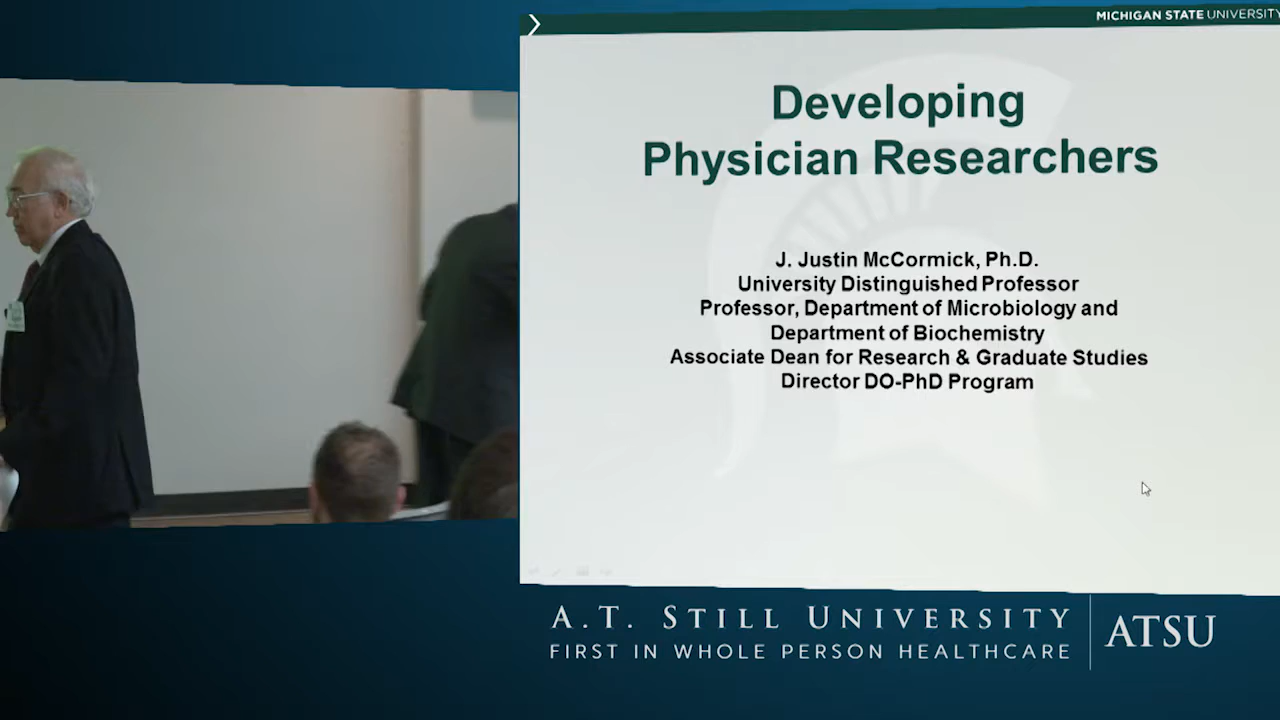 MICHIGAN STATE UNIVERSITY
Developing
Physician Researchers
J. Justin McCormick, Ph.D.
University Distinguished Professor
Professor, Department of Microbiology and
Department of Biochemistry
Associate Dean for Research & Graduate Studies
Director DO-PhD Program
A.T. STILL UNIVERSITY
FIRST IN WHOLE PERSON HEALTHCARE
ATSU